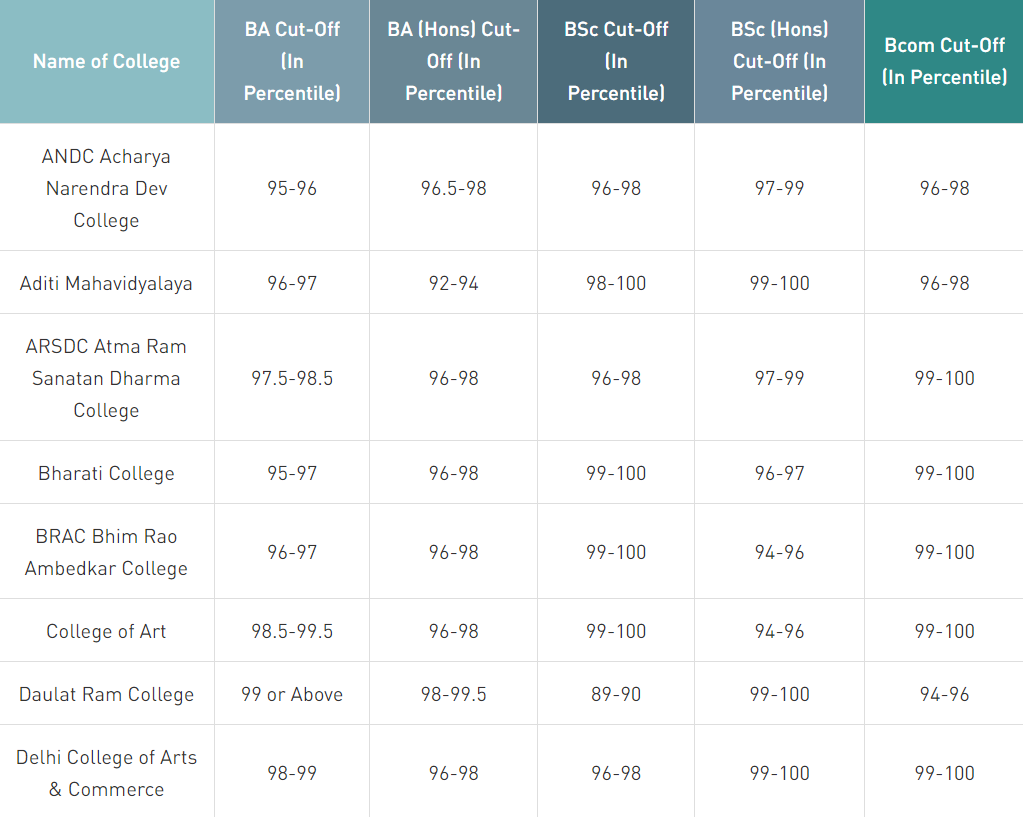 Name of College
BA Cut-Off
(In
Percentile)
BA (Hons) Cut-
Off (In
Percentile)
BSc Cut-Off
(In
Percentile)
BSc (Hons)
Cut-Off (In
Percentile)
Bcom Cut-Off
(In Percentile)
ANDC Acharya
Narendra Dev
College
95-96
96.5-98
96-98
97-99
96-98
Aditi Mahavidyalaya
96-97
92-94
98-100
99-100
96-98
ARSDC Atma Ram
Sanatan Dharma
College
97.5-98.5
96-98
96-98
97-99
99-100
Bharati College
95-97
96-98
99-100
96-97
99-100
BRAC Bhim Rao
Ambedkar College
96-97
96-98
99-100
94-96
99-100
College of Art
98.5-99.5
96-98
99-100
94-96
99-100
Daulat Ram College
99 or Above
98-99.5
89-90
99-100
94-96
Delhi College of Arts
& Commerce
98-99
96-98
96-98
99-100
99-100